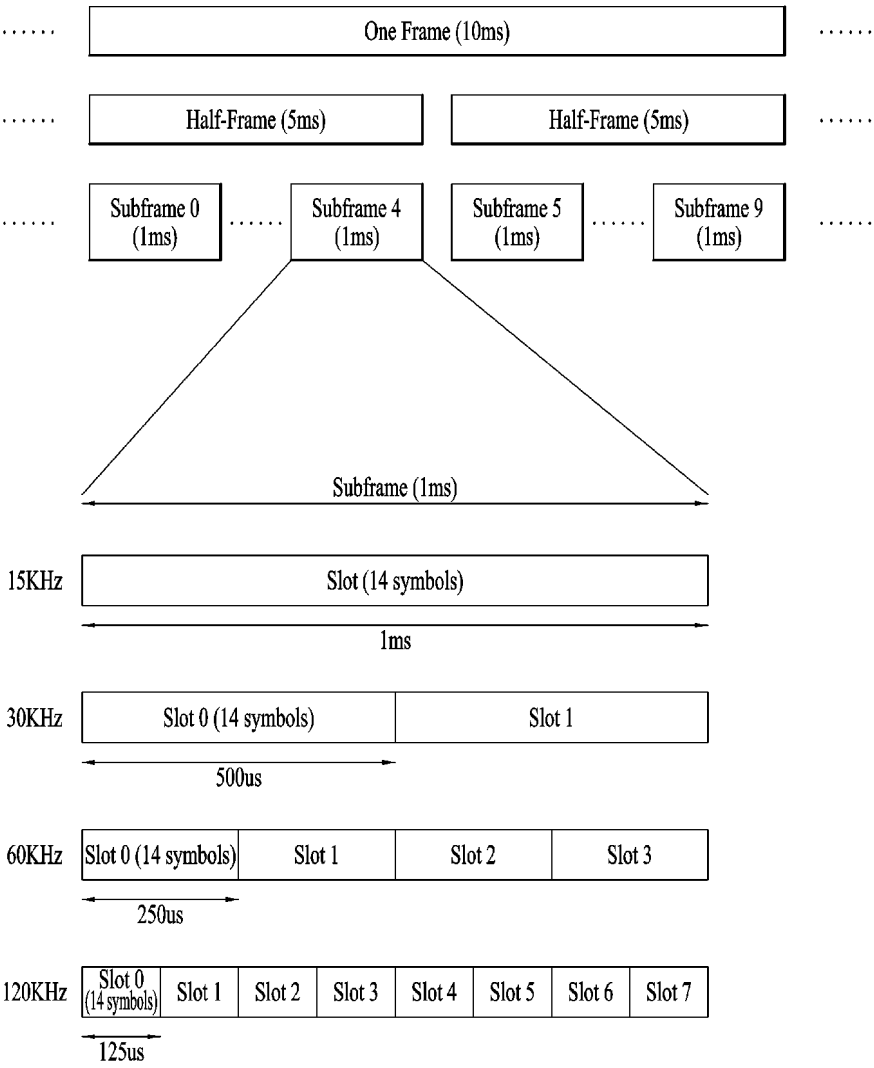 One Frame (10ms)
Half-Frame (5ms)
Half-Frame (5ms)
Subframe 0
(1ms)
Subframe 4
(1ms)
Subframe 5
(1ms)
Subframe 9
(1ms)
Subframe (1ms)
15KHz
Slot (14 symbols)
1ms
30KHz
Slot 0 (14 symbols)
Slot 1
500us
60KHz
Slot 0 (14 symbols)
Slot 1
Slot 2
Slot 3
250us
120KHz
Slot 0
(14 symbols)
Slot 1
Slot 2
Slot 3
Slot 4
Slot 5
Slot 6
Slot 7
125us